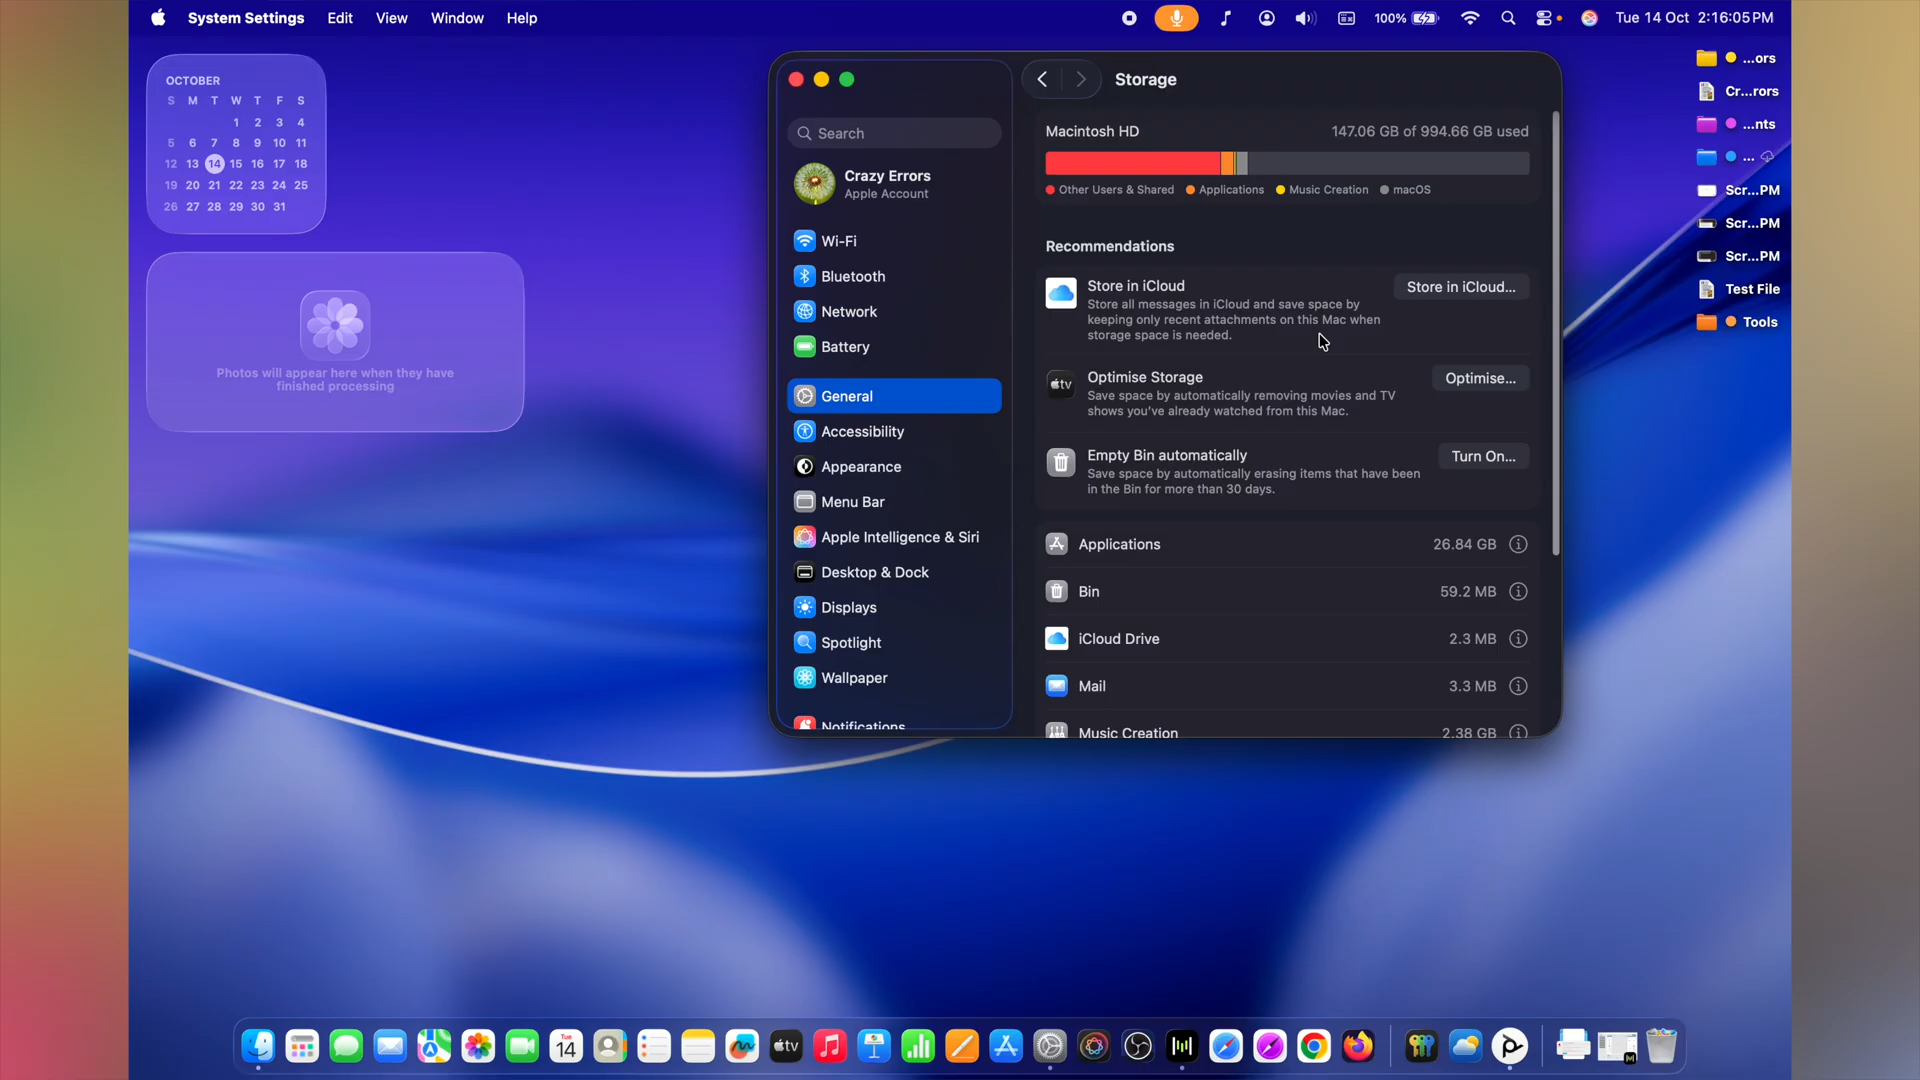 System Settings Edit View Window Help
100% Tue 14 Oct 2:16:05 PM
OCTOBER
S M T W T F S
1 2 3 4
5 6 7 8 9 10 11
12 13 14 15 16 17 18
19 20 21 22 23 24 25
26 27 28 29 30 31
Photos will appear here when they have
finished processing
Search
Crazy Errors
Apple Account
Wi-Fi
Bluetooth
Network
Battery
General
Accessibility
Appearance
Menu Bar
Apple Intelligence & Siri
Desktop & Dock
Displays
Spotlight
Wallpaper
Notifications
Storage
Macintosh HD 147.06 GB of 994.66 GB used
Other Users & Shared Applications Music Creation macOS
Recommendations
Store in iCloud Store in iCloud...
Store all messages in iCloud and save space by
keeping only recent attachments on this Mac when
storage space is needed.
tv
Optimise Storage Optimise...
Save space by automatically removing movies and TV
shows you've already watched from this Mac.
Empty Bin automatically Turn On...
Save space by automatically erasing items that have been
in the Bin for more than 30 days.
Applications 26.84 GB
Bin 59.2 MB
iCloud Drive 2.3 MB
Mail 3.3 MB
Music Creation 2.38 GB
...ors
Cr...rors
...nts
...
Scr...PM
Scr...PM
Scr...PM
Test File
Tools
Tue
14
tv